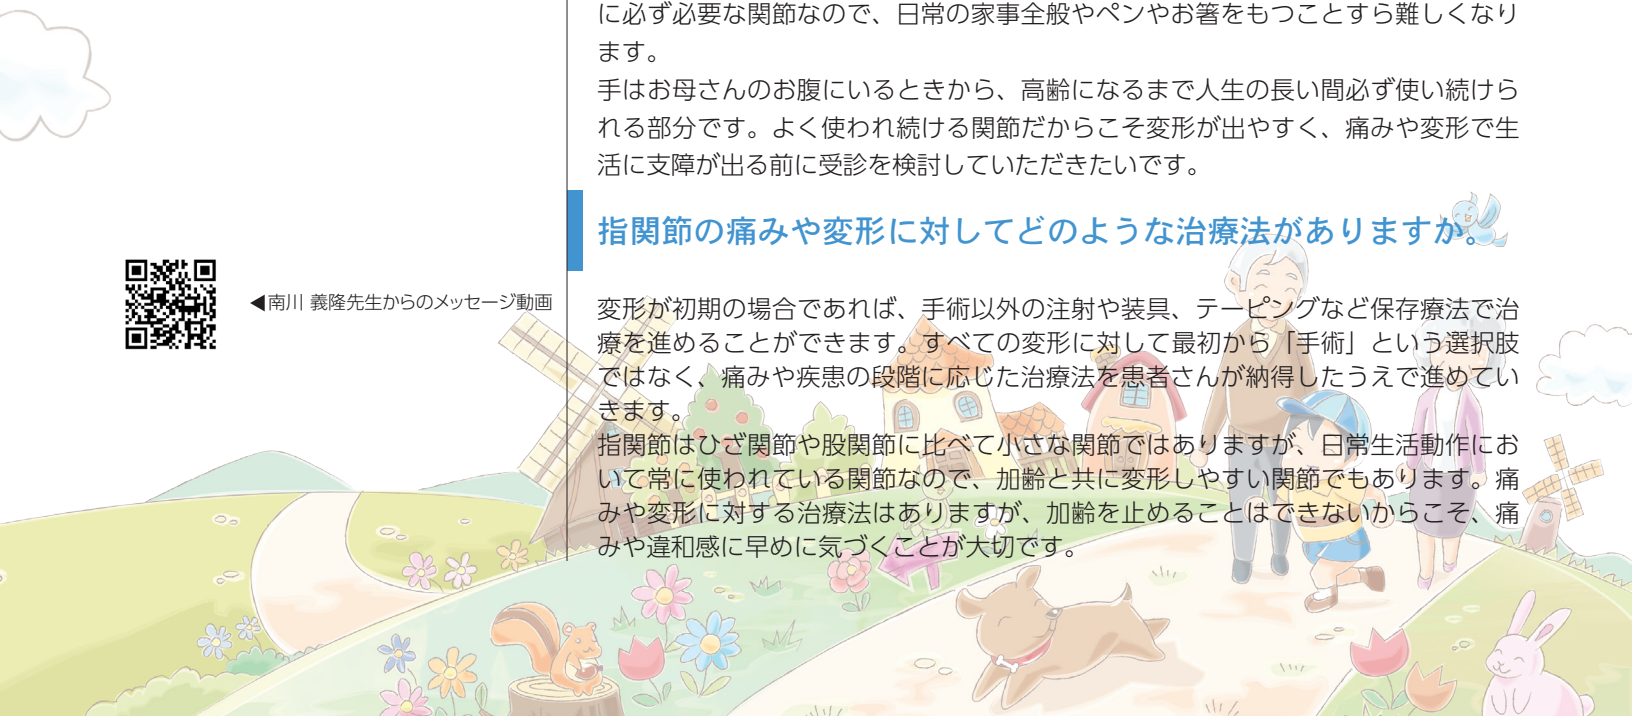 に必ず必要な関節なので、日常の家事全般やペンやお箸をもつことすら難しくなり
ます。
手はお母さんのお腹にいるときから、高齢になるまで人生の長い間必ず使い続けら
れる部分です。よく使われ続ける関節だからこそ変形が出やすく、痛みや変形で生
活に支障が出る前に受診を検討していただきたいです。
指関節の痛みや変形に対してどのような治療法がありますか。
◀南川 義隆先生からのメッセージ動画
変形が初期の場合であれば、手術以外の注射や装具、テーピングなど保存療法で治
療を進めることができます。すべての変形に対して最初から「手術」という選択肢
ではなく、痛みや疾患の段階に応じた治療法を患者さんが納得したうえで進めてい
きます。
指関節はひざ関節や股関節に比べて小さな関節ではありますが、日常生活動作にお
いて常に使われている関節なので、加齢と共に変形しやすい関節でもあります。痛
みや変形に対する治療法はありますが、加齢を止めることはできないからこそ、痛
みや違和感に早めに気づくことが大切です。